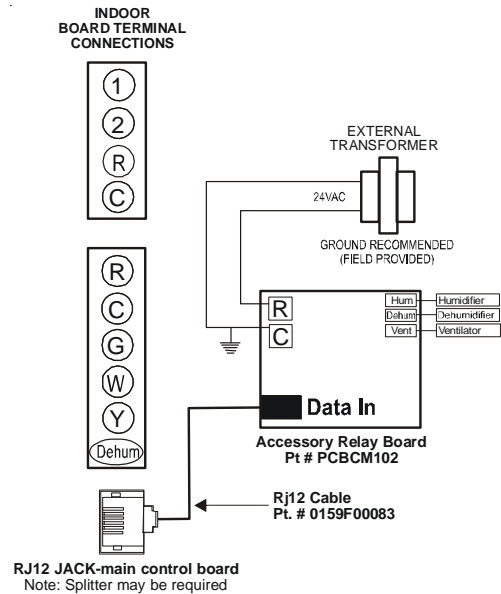 INDOOR
BOARD TERMINAL
CONNECTIONS
1
2
R
C
R
C
G
W
Y
Dehum
EXTERNAL
TRANSFORMER
24VAC
GROUND RECOMMENDED
(FIELD PROVIDED)
R
C
Hum
Humidifier
Dehum
Dehumidifier
Vent
Ventilator
Data In
Accessory Relay Board
Pt # PCBCM102
Rj12 Cable
Pt. # 0159F00083
RJ12 JACK-main control board
Note: Splitter may be required